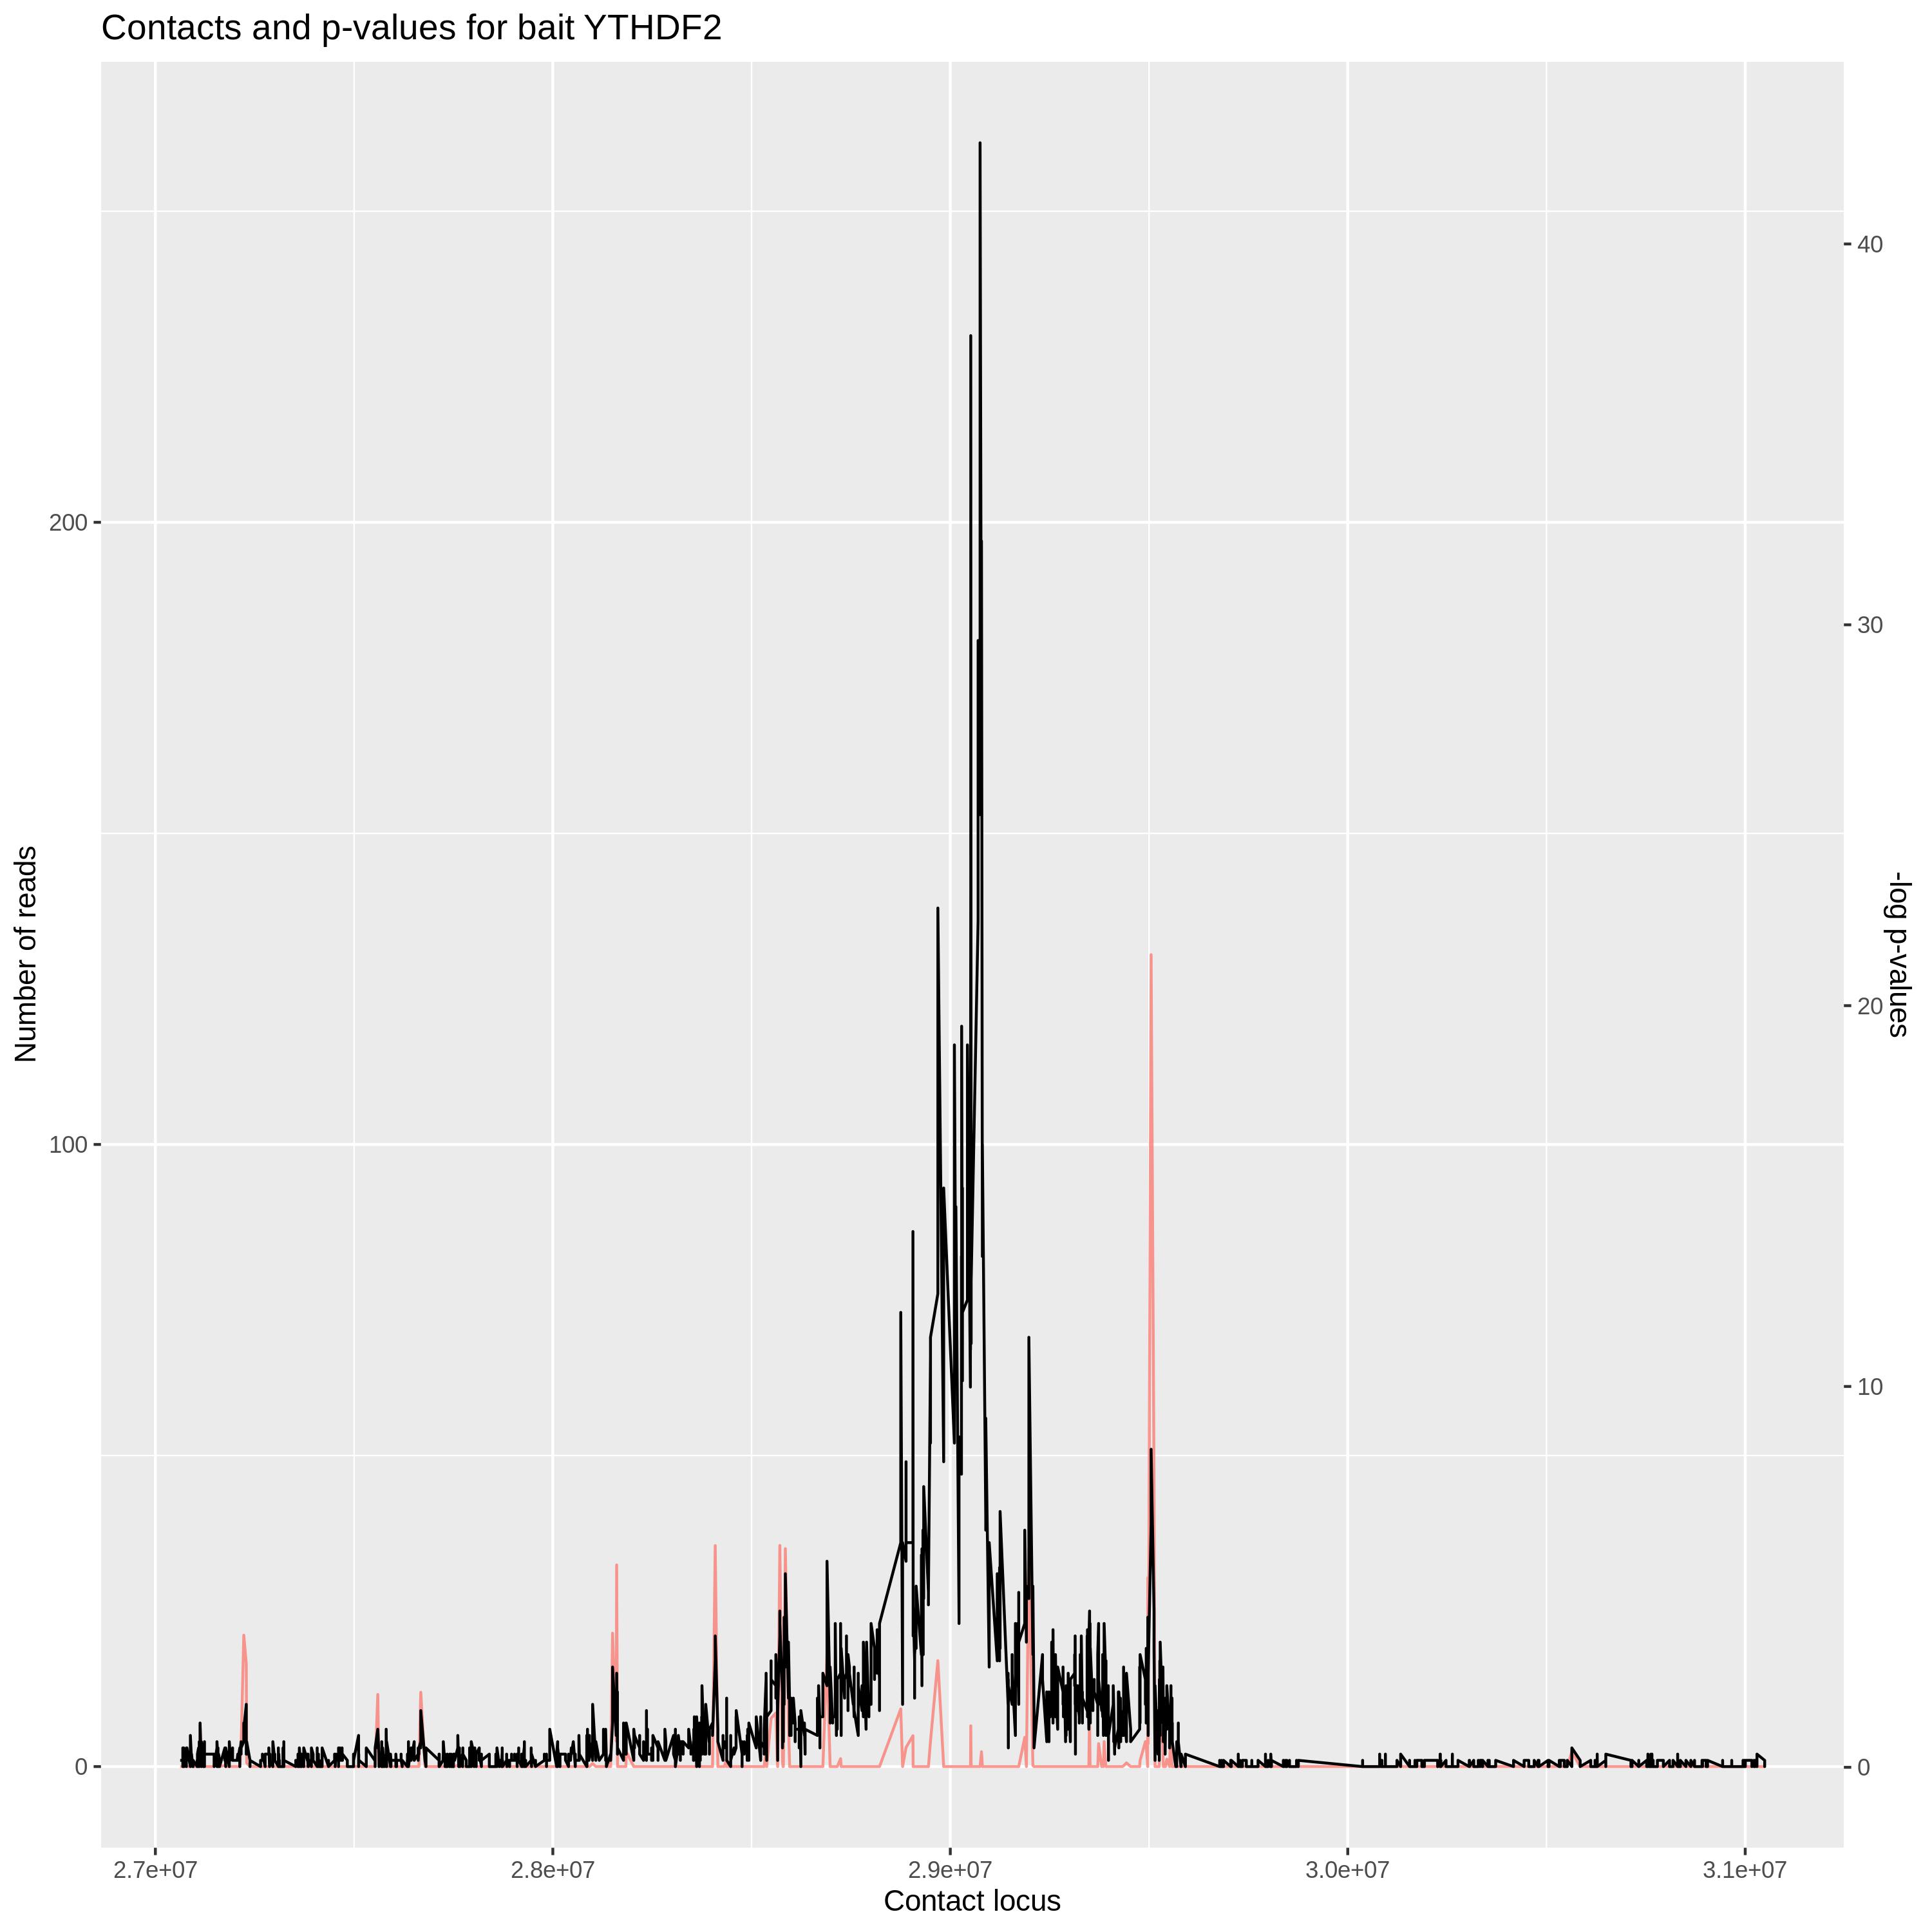 Contacts and p-values for bait YTHDF2
Number of reads
200
100
0
40
30
20
10
0
-log p-values
2.7e+07
2.8e+07
2.9e+07
3.0e+07
3.1e+07
Contact locus